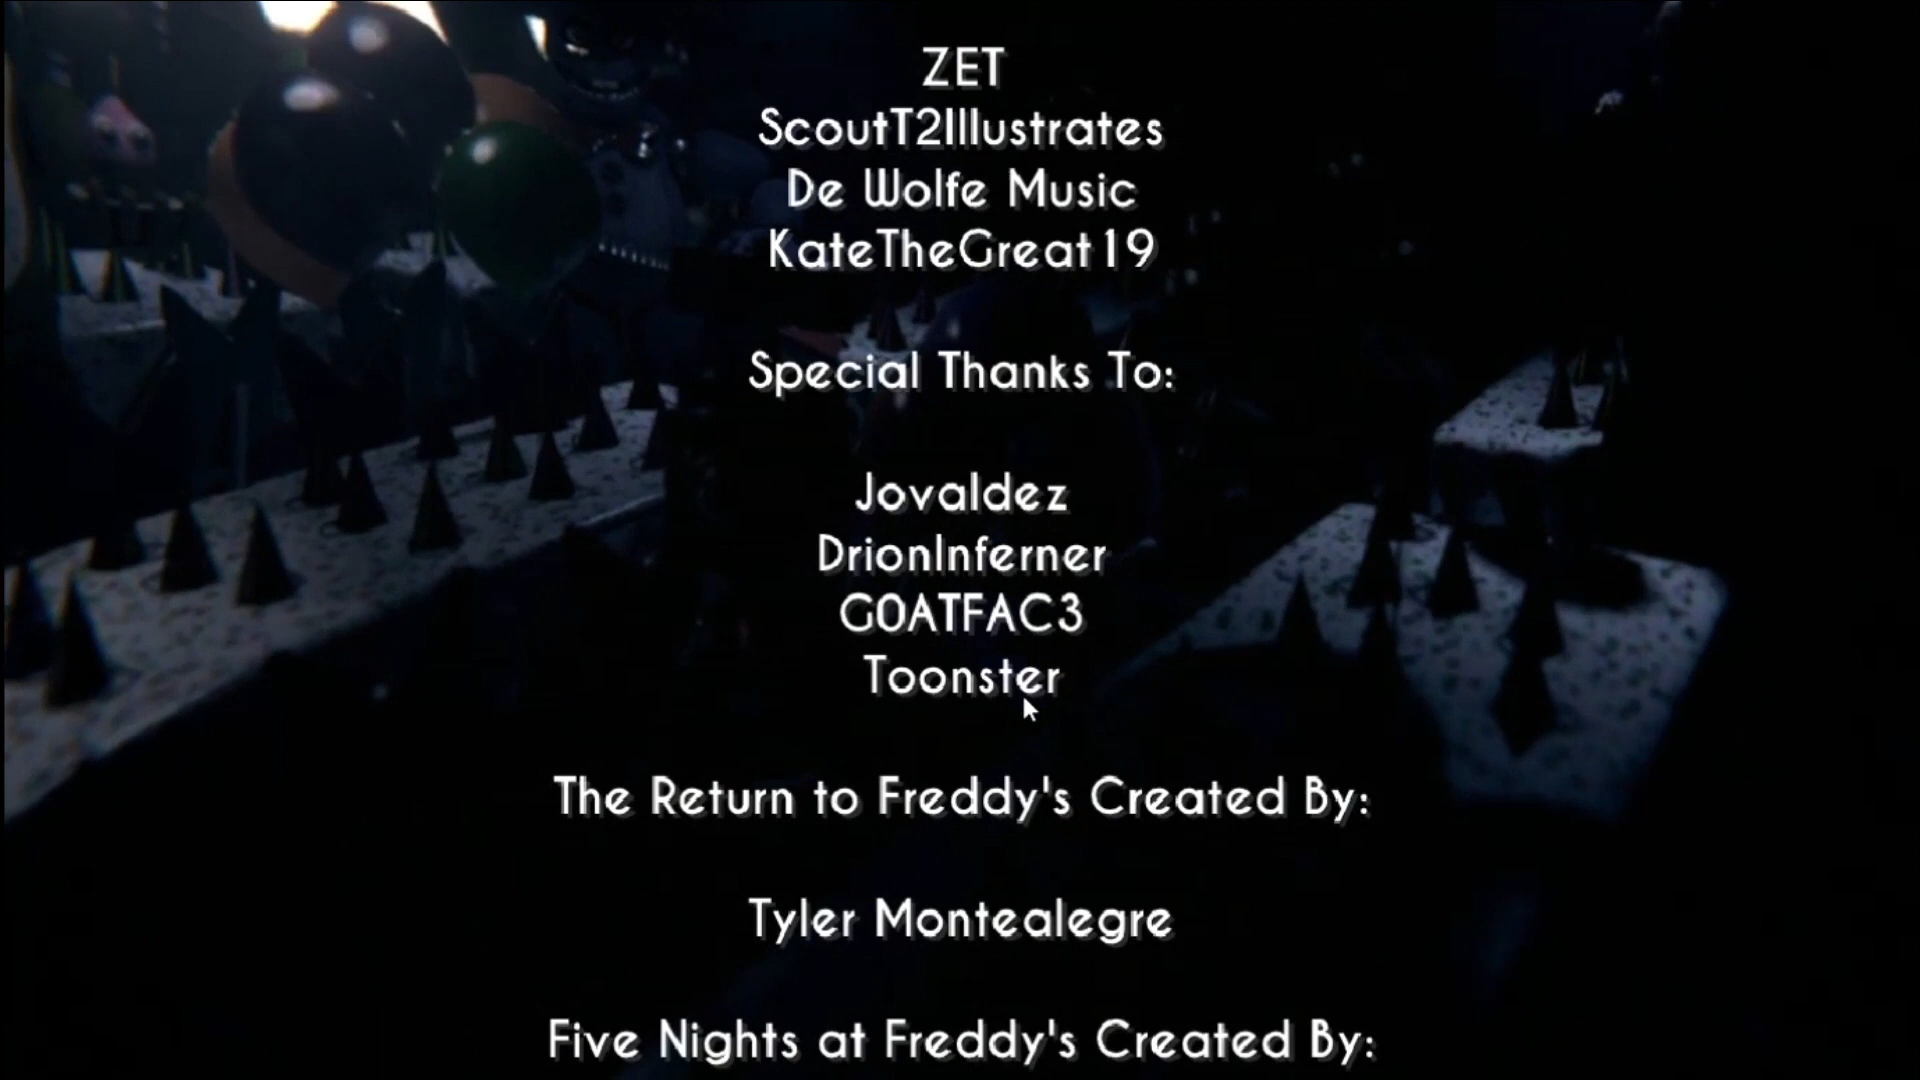 ZET
ScoutT2Illustrates
De Wolfe Music
KateTheGreat19
Special Thanks To:
Jovaldez
DrionInferner
G0ATFAC3
Toonster
The Return to Freddy's Created By:
Tyler Montealegre
Five Nights at Freddy's Created By: